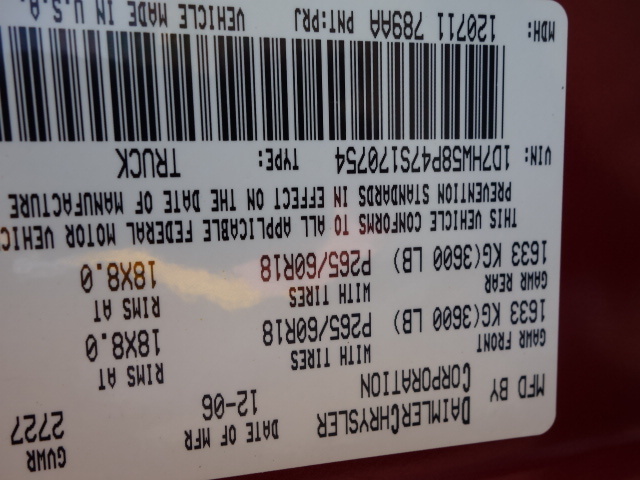 MFD BY DAIMLERCHRYSLER CORPORATION
DATE OF MFR 12-06
GVWR 2727
GAWR FRONT
1633 KG(3600 LB)
WITH TIRES
P265/60R18
RIMS AT
18X8.0
GAWR REAR
1633 KG(3600 LB)
WITH TIRES
P265/60R18
RIMS AT
18X8.0
THIS VEHICLE CONFORMS TO ALL APPLICABLE FEDERAL MOTOR VEHIC
PREVENTION STANDARDS IN EFFECT ON THE DATE OF MANUFACTURE
VIN: 1D7HW58P47S170754 TYPE: TRUCK
MDH: 120711 789AA PNT:PRJ VEHICLE MADE IN U.S.A.